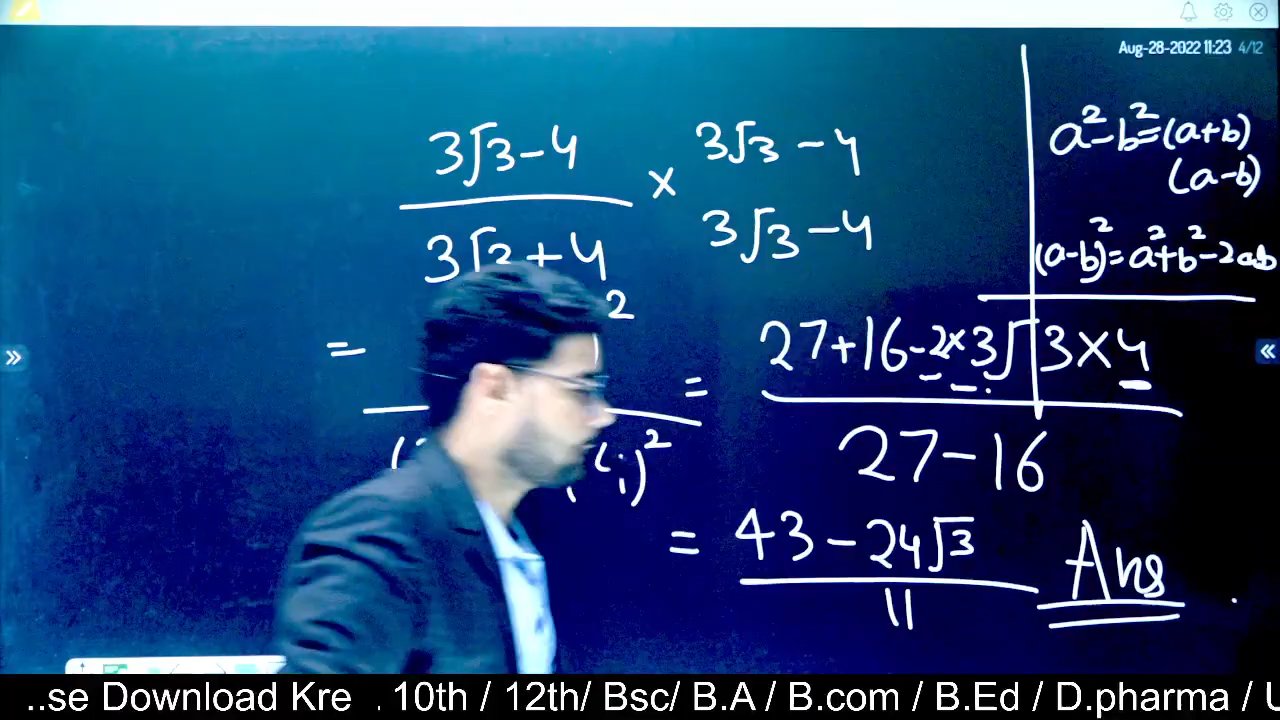 Aug-28-2022 11:23 4/12
a²-b²=(a+b)
(a-b)
(a-b)²=a²+b²-2ab
3√3-4 × 3√3-4
3√3+4 3√3-4
= 2
= 27+16-2×3√3×4
27-16
( )²
= 43-24√3 Ans
11
..se Download Kre . 10th / 12th/ Bsc/ B.A / B.com / B.Ed / D.pharma / U